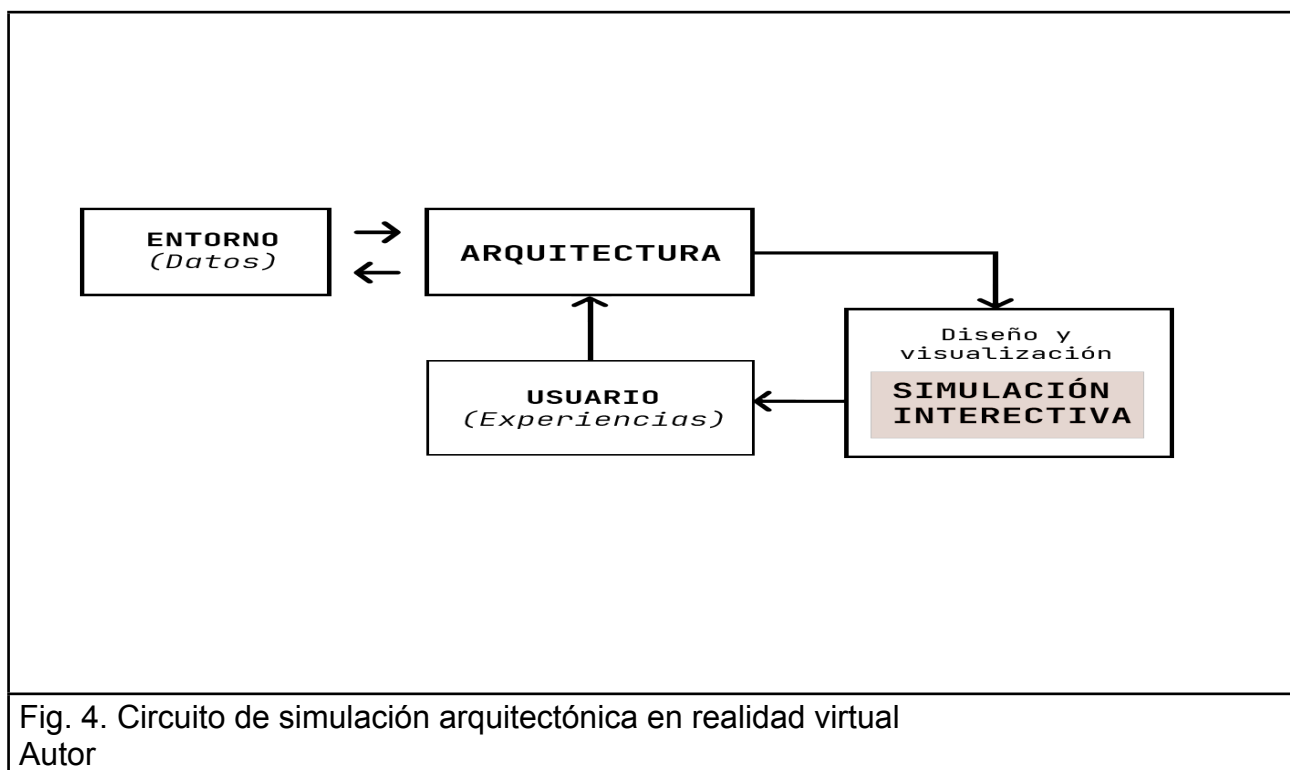 ENTORNO
(Datos)
ARQUITECTURA
Diseño y
visualización
SIMULACIÓN
INTERECTIVA
USUARIO
(Experiencias)
Fig. 4. Circuito de simulación arquitectónica en realidad virtual
Autor